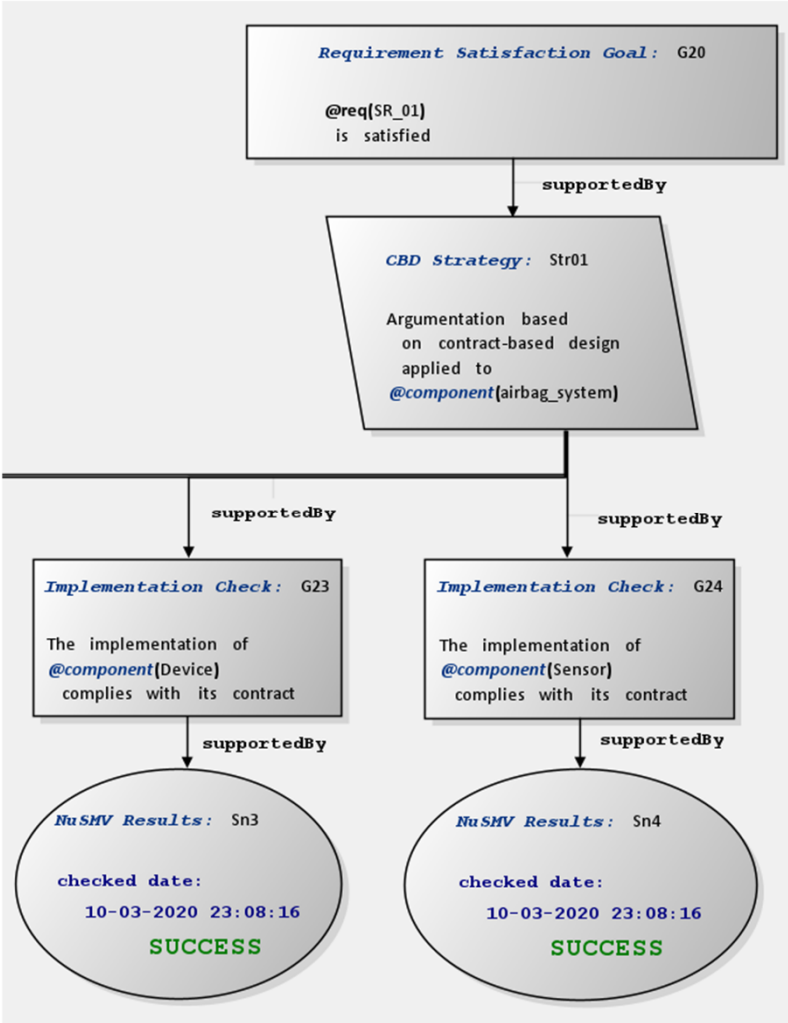 Requirement Satisfaction Goal: G20
@req(SR_01)
is satisfied
supportedBy
CBD Strategy: Str01
Argumentation based
on contract-based design
applied to
@component(airbag_system)
supportedBy
supportedBy
Implementation Check: G23
The implementation of
@component(Device)
complies with its contract
Implementation Check: G24
The implementation of
@component(Sensor)
complies with its contract
supportedBy
supportedBy
NuSMV Results: Sn3
checked date:
10-03-2020 23:08:16
SUCCESS
NuSMV Results: Sn4
checked date:
10-03-2020 23:08:16
SUCCESS